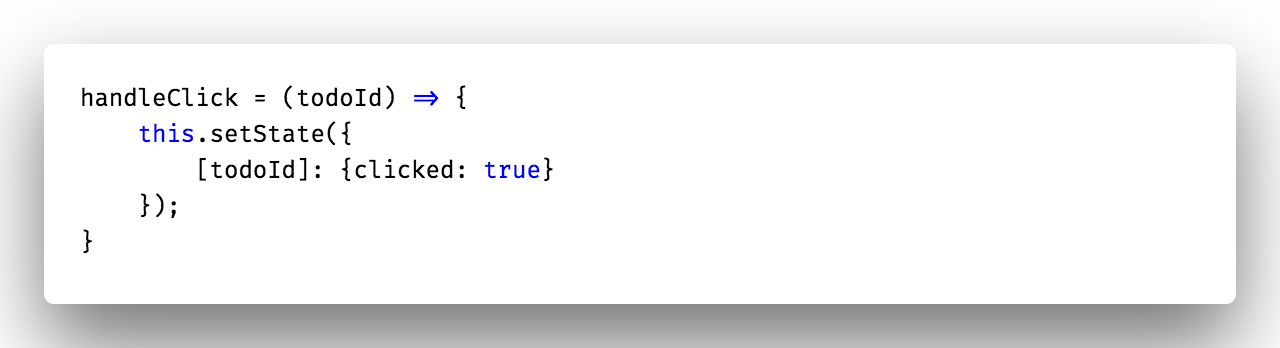 handleClick = (todoId) => {
    this.setState({
        [todoId]: {clicked: true}
    });
}